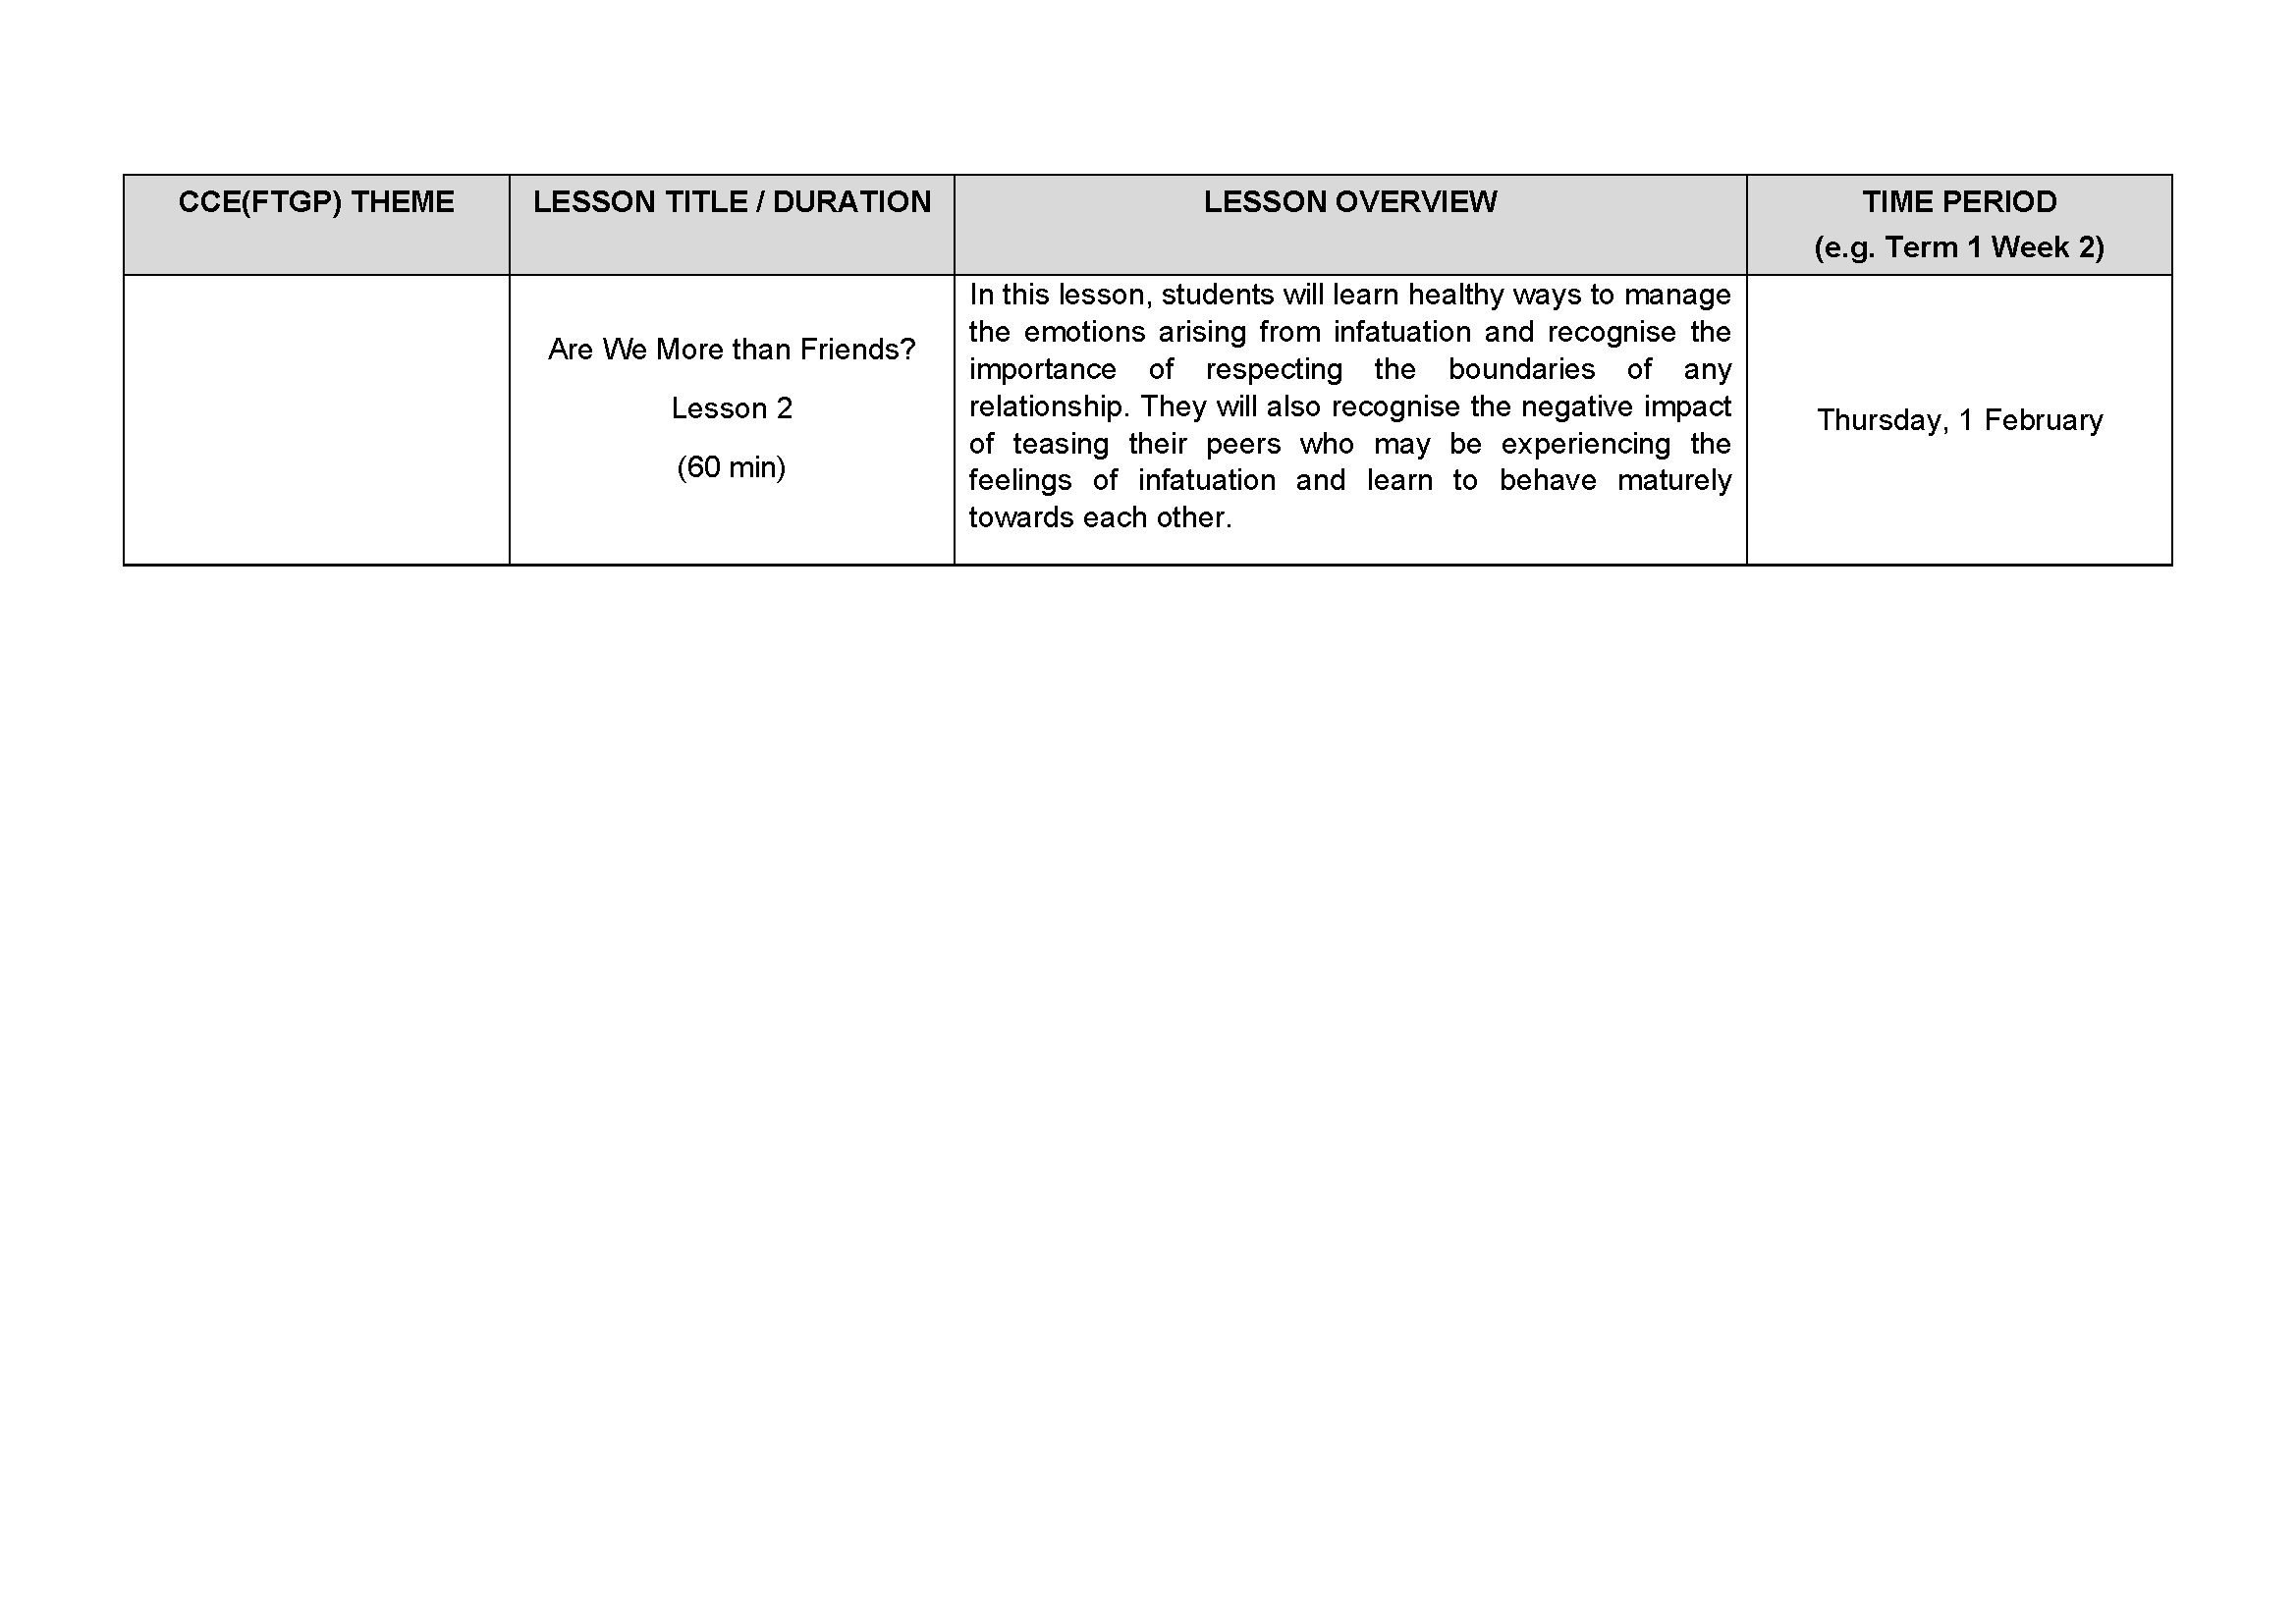 CCE(FTGP) THEME
LESSON TITLE / DURATION
LESSON OVERVIEW
TIME PERIOD
(e.g. Term 1 Week 2)
Are We More than Friends?
Lesson 2
(60 min)
In this lesson, students will learn healthy ways to manage
the emotions arising from infatuation and recognise the
importance of respecting the boundaries of any
relationship. They will also recognise the negative impact
of teasing their peers who may be experiencing the
feelings of infatuation and learn to behave maturely
towards each other.
Thursday, 1 February